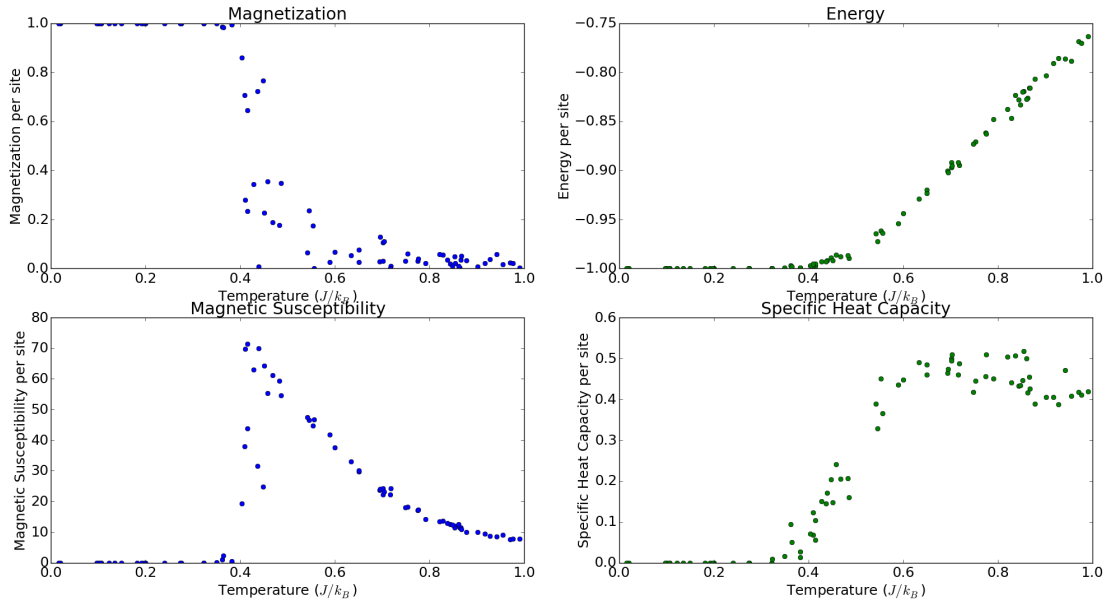 Magnetization
1.0
0.8
0.6
0.4
0.2
0.0
Magnetization per site
0.0 0.2 0.4 0.6 0.8 1.0
Temperature (J/k_B)
Energy
−0.75
−0.80
−0.85
−0.90
−0.95
−1.00
Energy per site
0.0 0.2 0.4 0.6 0.8 1.0
Temperature (J/k_B)
Magnetic Susceptibility
80
70
60
50
40
30
20
10
0
Magnetic Susceptibility per site
0.0 0.2 0.4 0.6 0.8 1.0
Temperature (J/k_B)
Specific Heat Capacity
0.6
0.5
0.4
0.3
0.2
0.1
0.0
Specific Heat Capacity per site
0.0 0.2 0.4 0.6 0.8 1.0
Temperature (J/k_B)